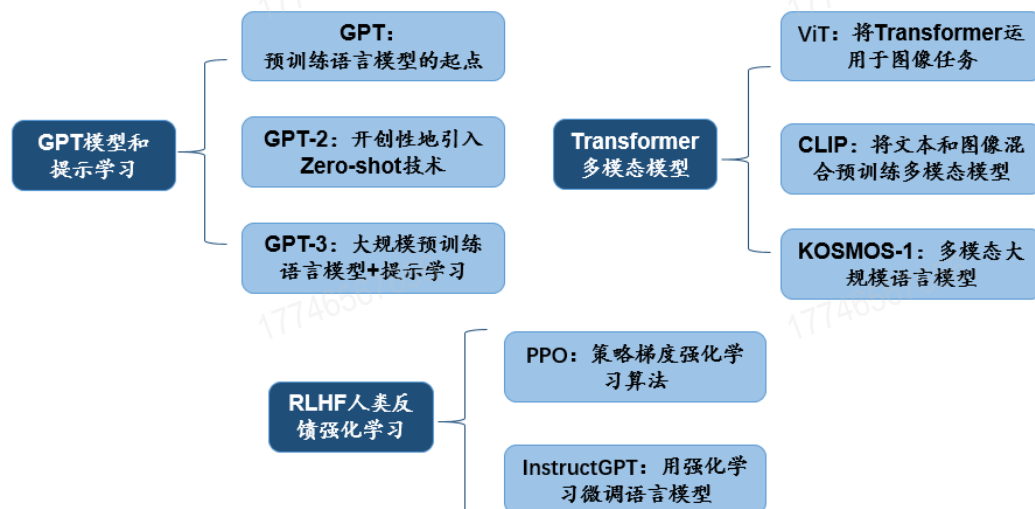 GPT：
预训练语言模型的起点
GPT模型和
提示学习
GPT-2：开创性地引入
Zero-shot技术
GPT-3：大规模预训练
语言模型+提示学习
ViT：将Transformer运
用于图像任务
Transformer
多模态模型
CLIP：将文本和图像混
合预训练多模态模型
KOSMOS-1：多模态大
规模语言模型
RLHF人类反
馈强化学习
PPO：策略梯度强化学
习算法
InstructGPT：用强化学
习微调语言模型